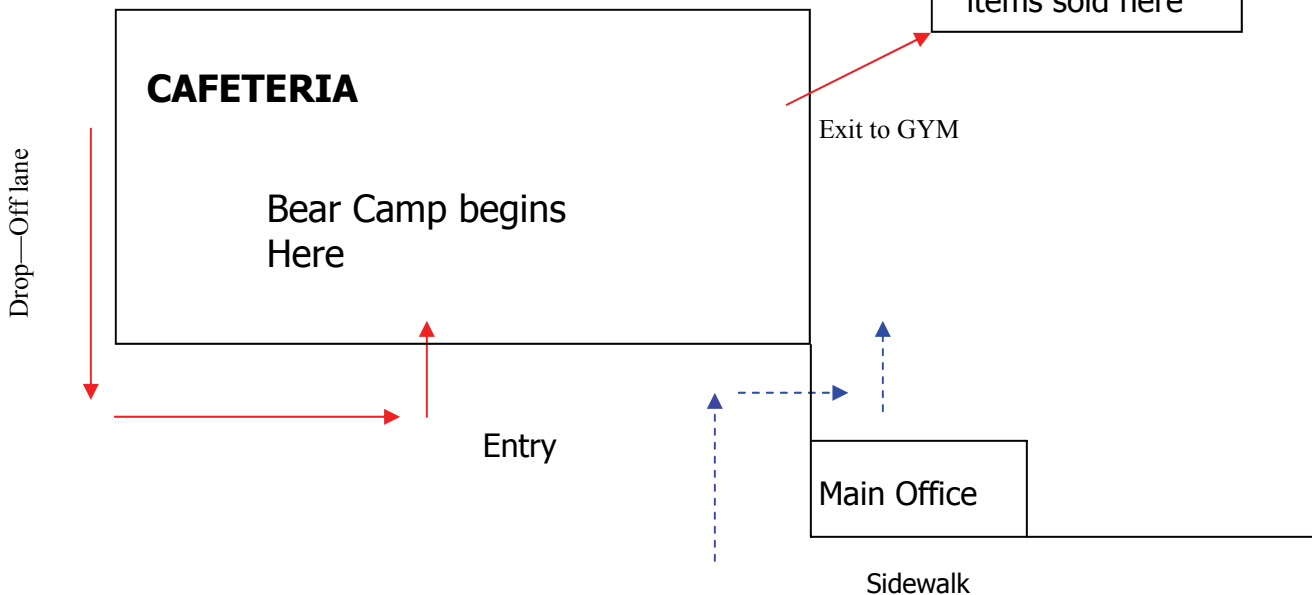 items sold here
CAFETERIA
Exit to GYM
Drop—Off lane
Bear Camp begins
Here
Entry
Main Office
Sidewalk